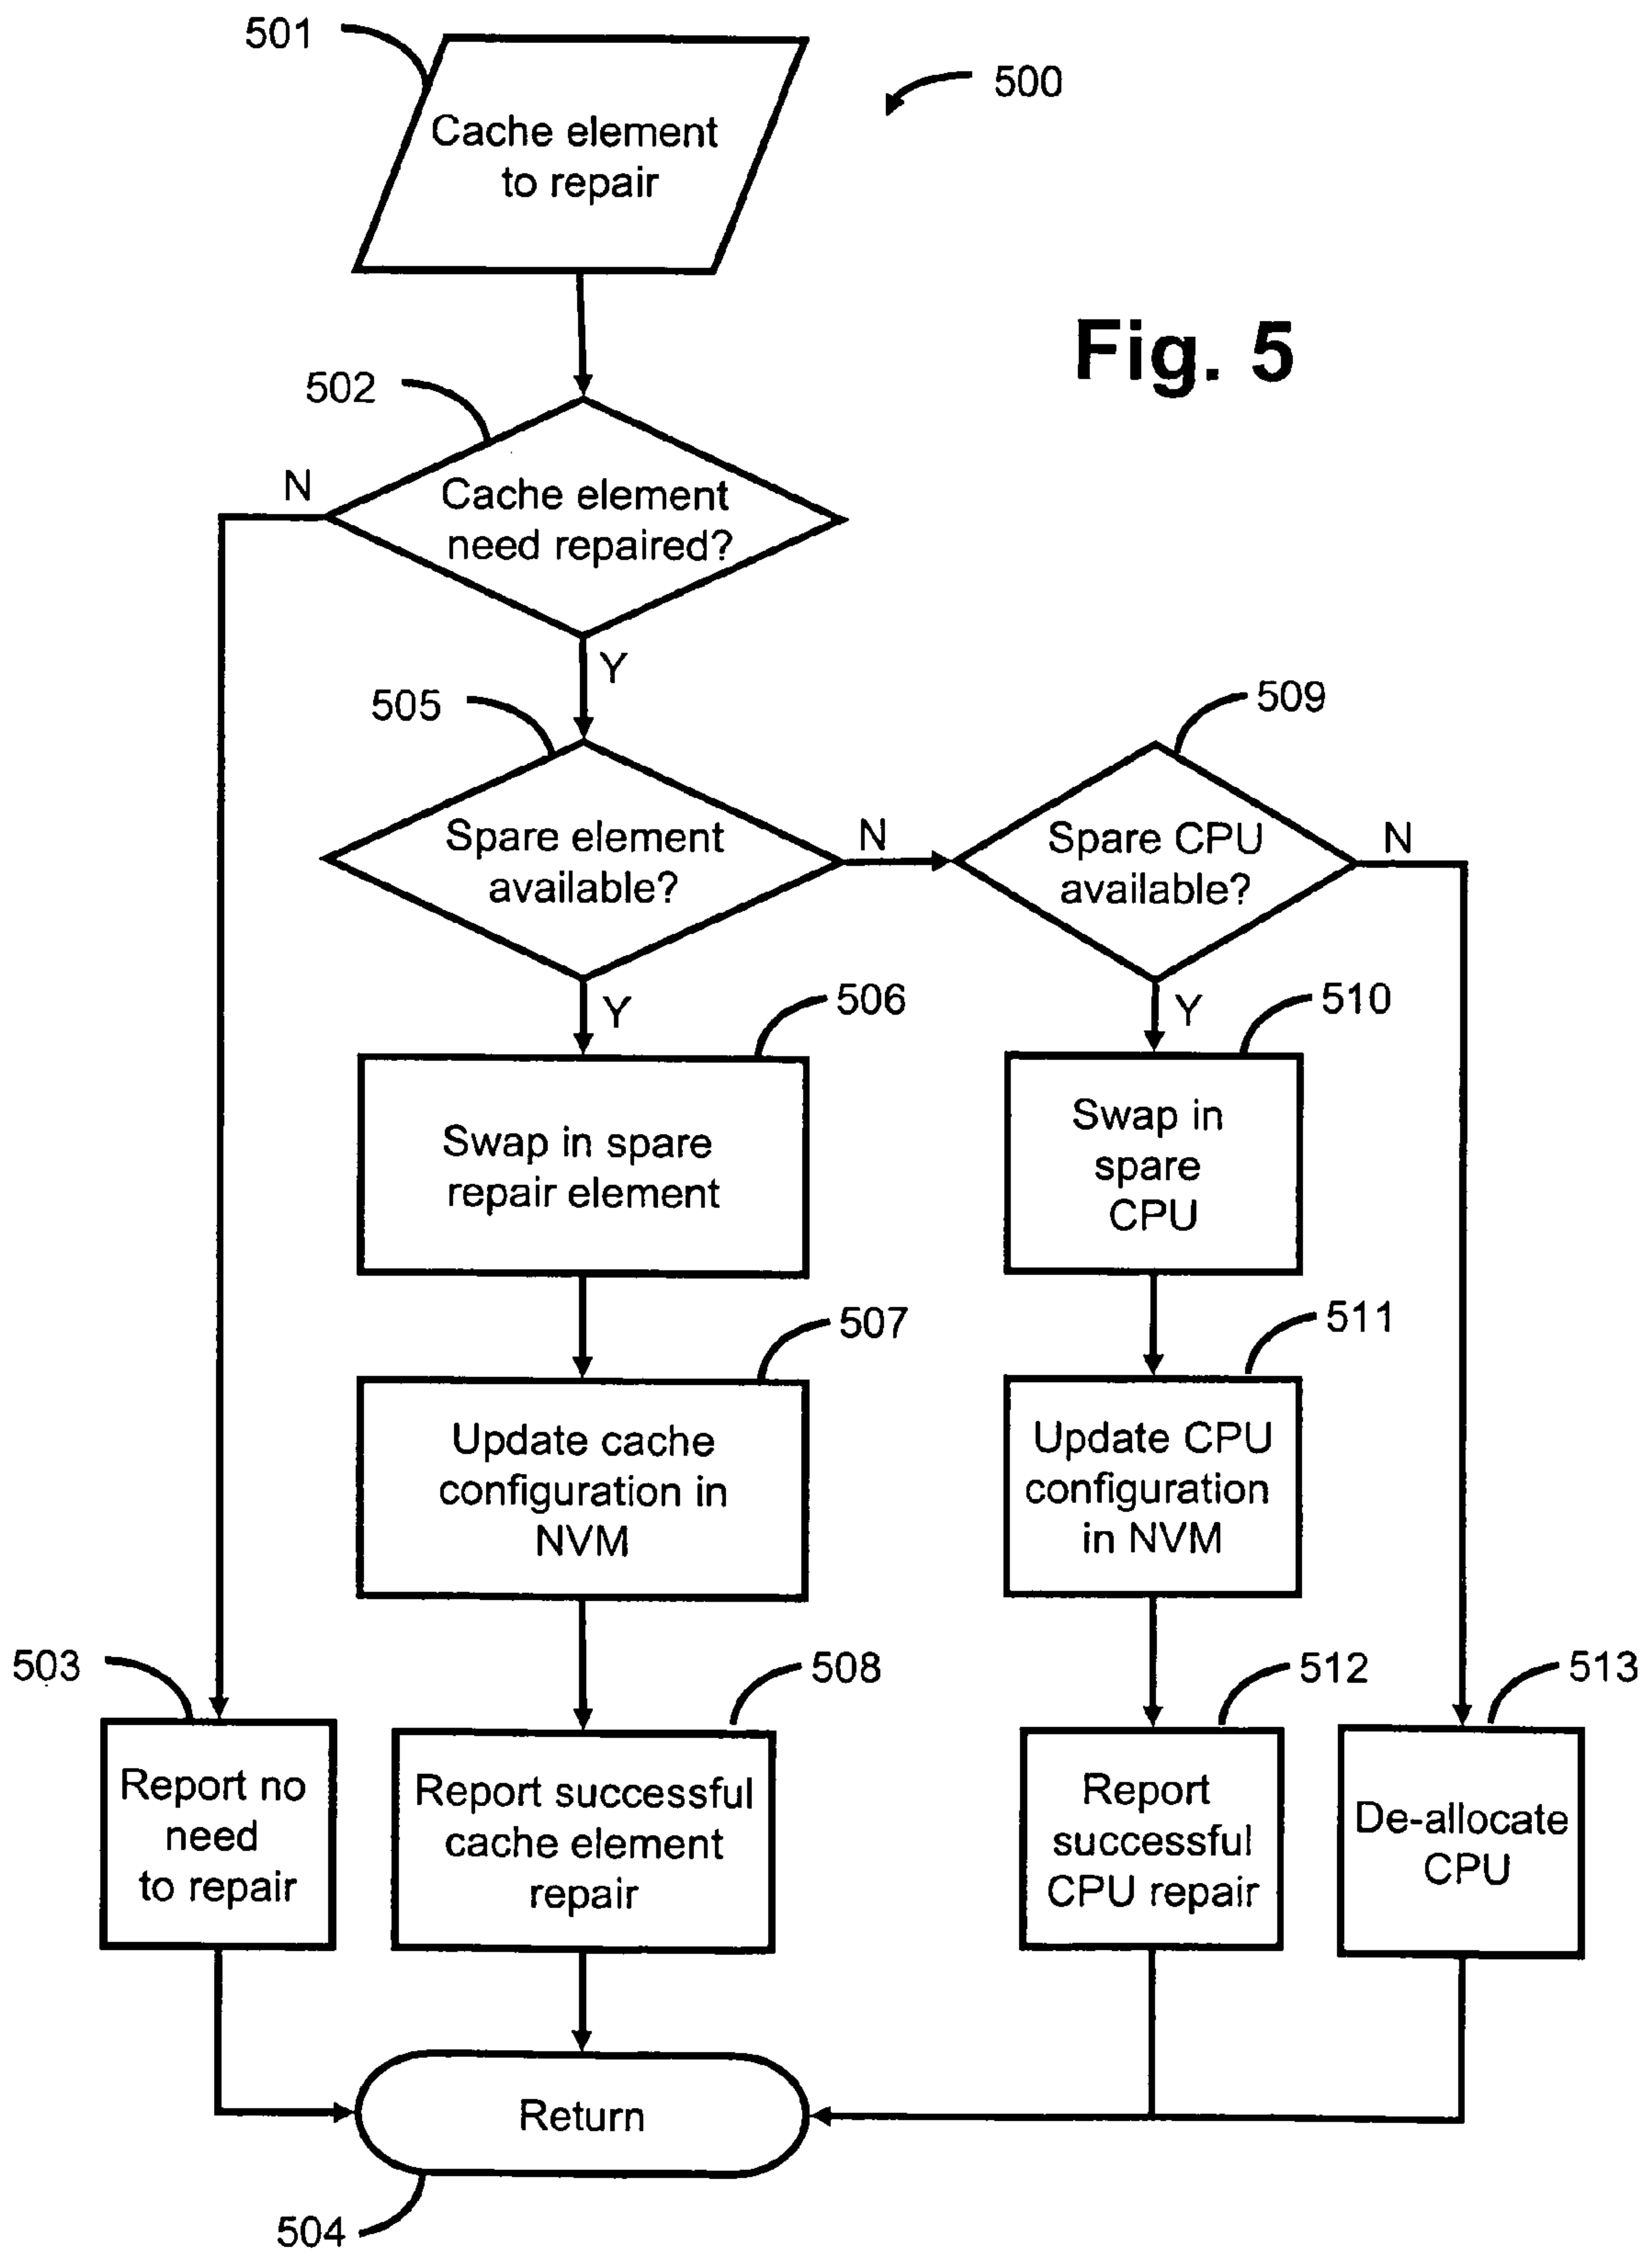 501
500
Cache element
to repair
Fig. 5
502
N
Cache element
need repaired?
Y
505
509
Spare element
available?
N
Spare CPU
available?
N
Y
506
Y
510
Swap in spare
repair element
Swap in
spare
CPU
507
511
Update cache
configuration in
NVM
Update CPU
configuration
in NVM
503
508
512
513
Report no
need
to repair
Report successful
cache element
repair
Report
successful
CPU repair
De-allocate
CPU
Return
504